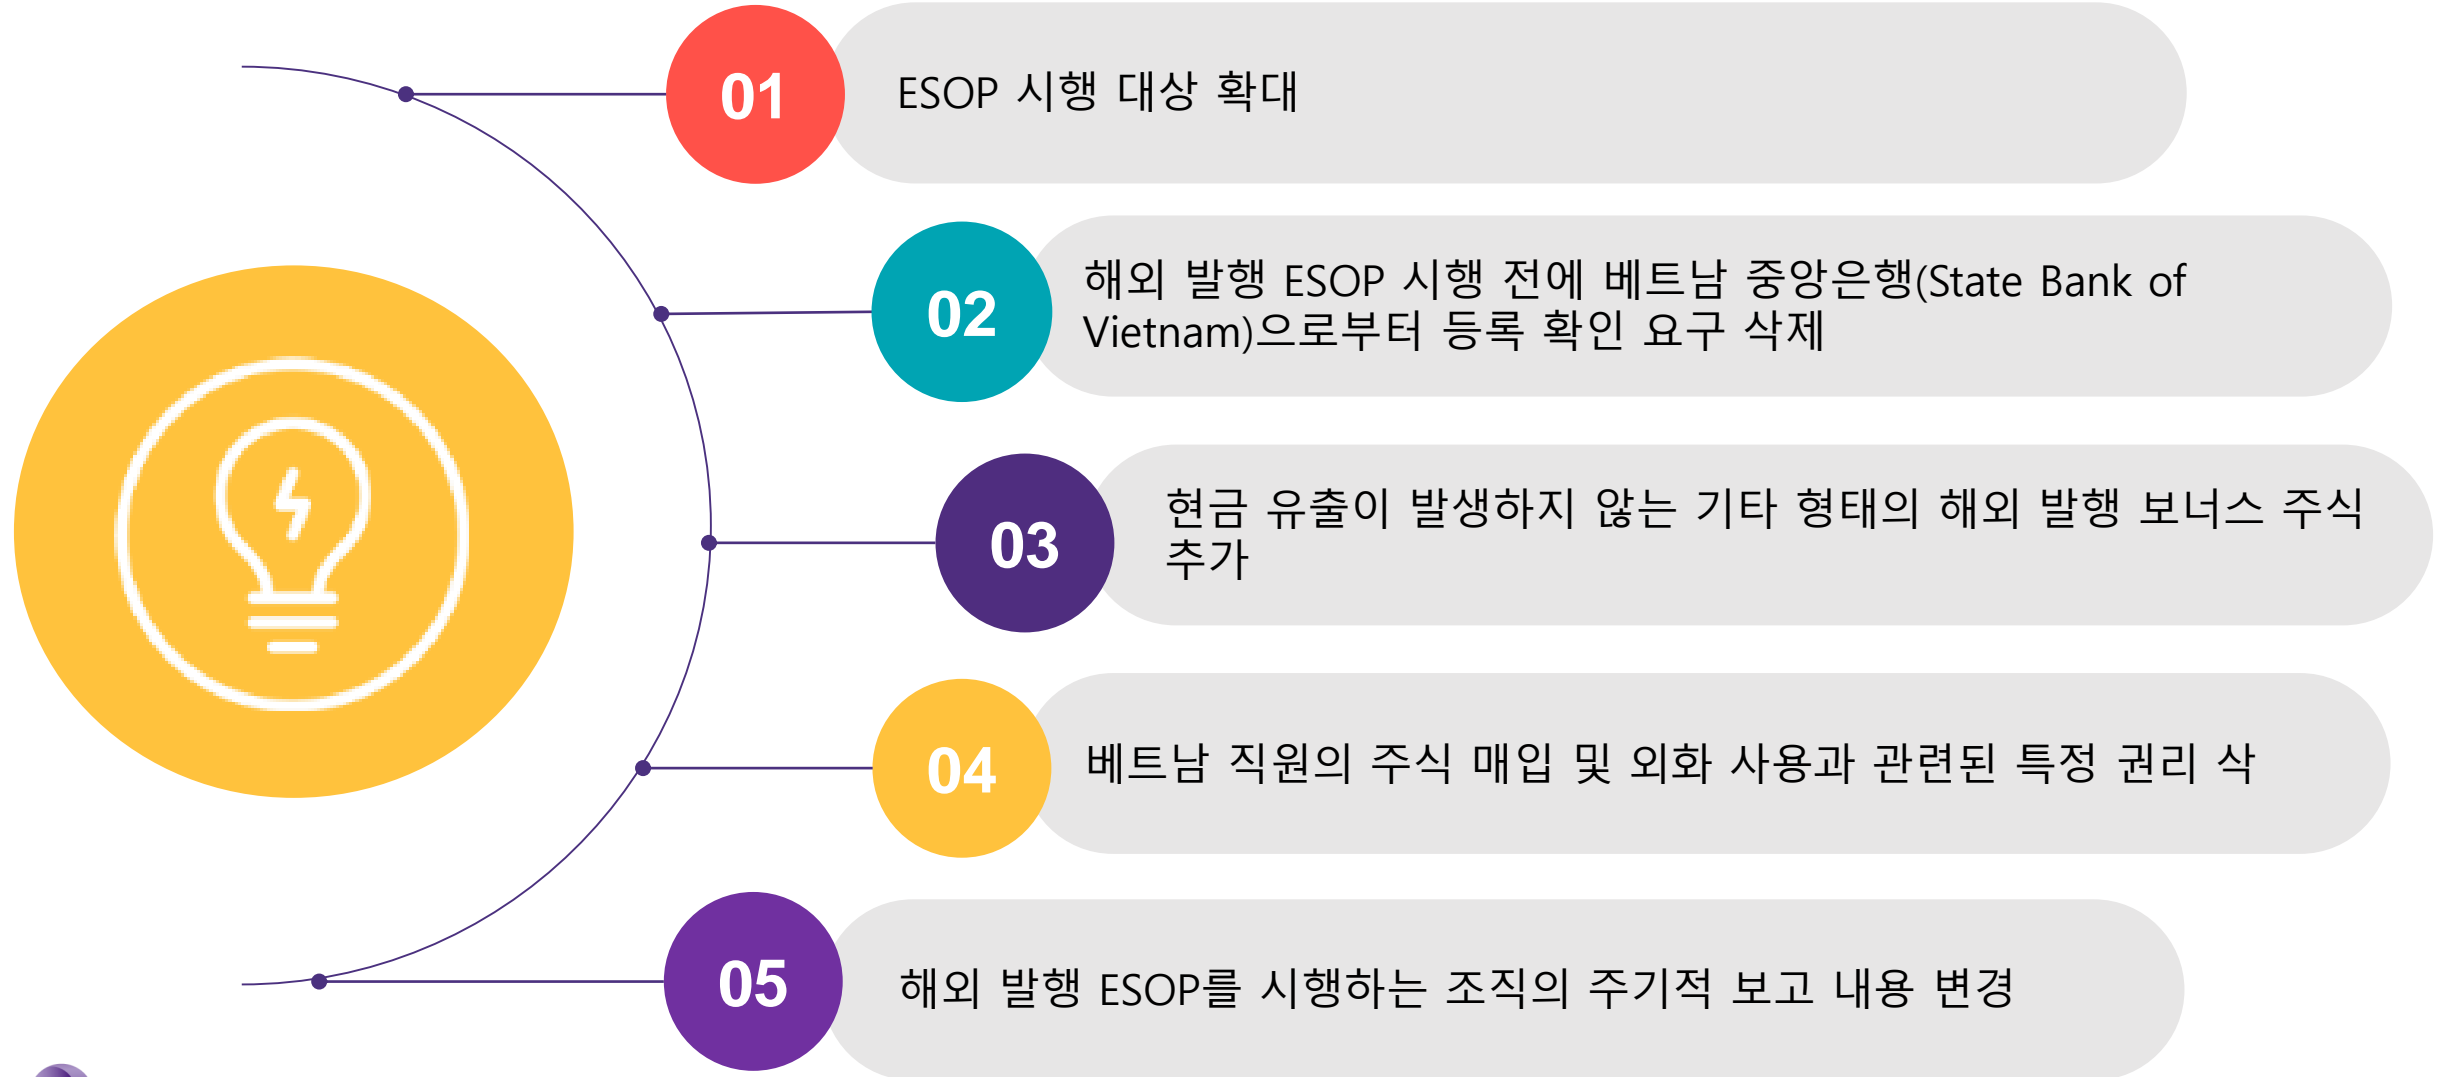 01
ESOP 시행 대상 확대
02
해외 발행 ESOP 시행 전에 베트남 중앙은행(State Bank of
Vietnam)으로부터 등록 확인 요구 삭제
03
현금 유출이 발생하지 않는 기타 형태의 해외 발행 보너스 주식
추가
04
베트남 직원의 주식 매입 및 외화 사용과 관련된 특정 권리 삭
05
해외 발행 ESOP를 시행하는 조직의 주기적 보고 내용 변경